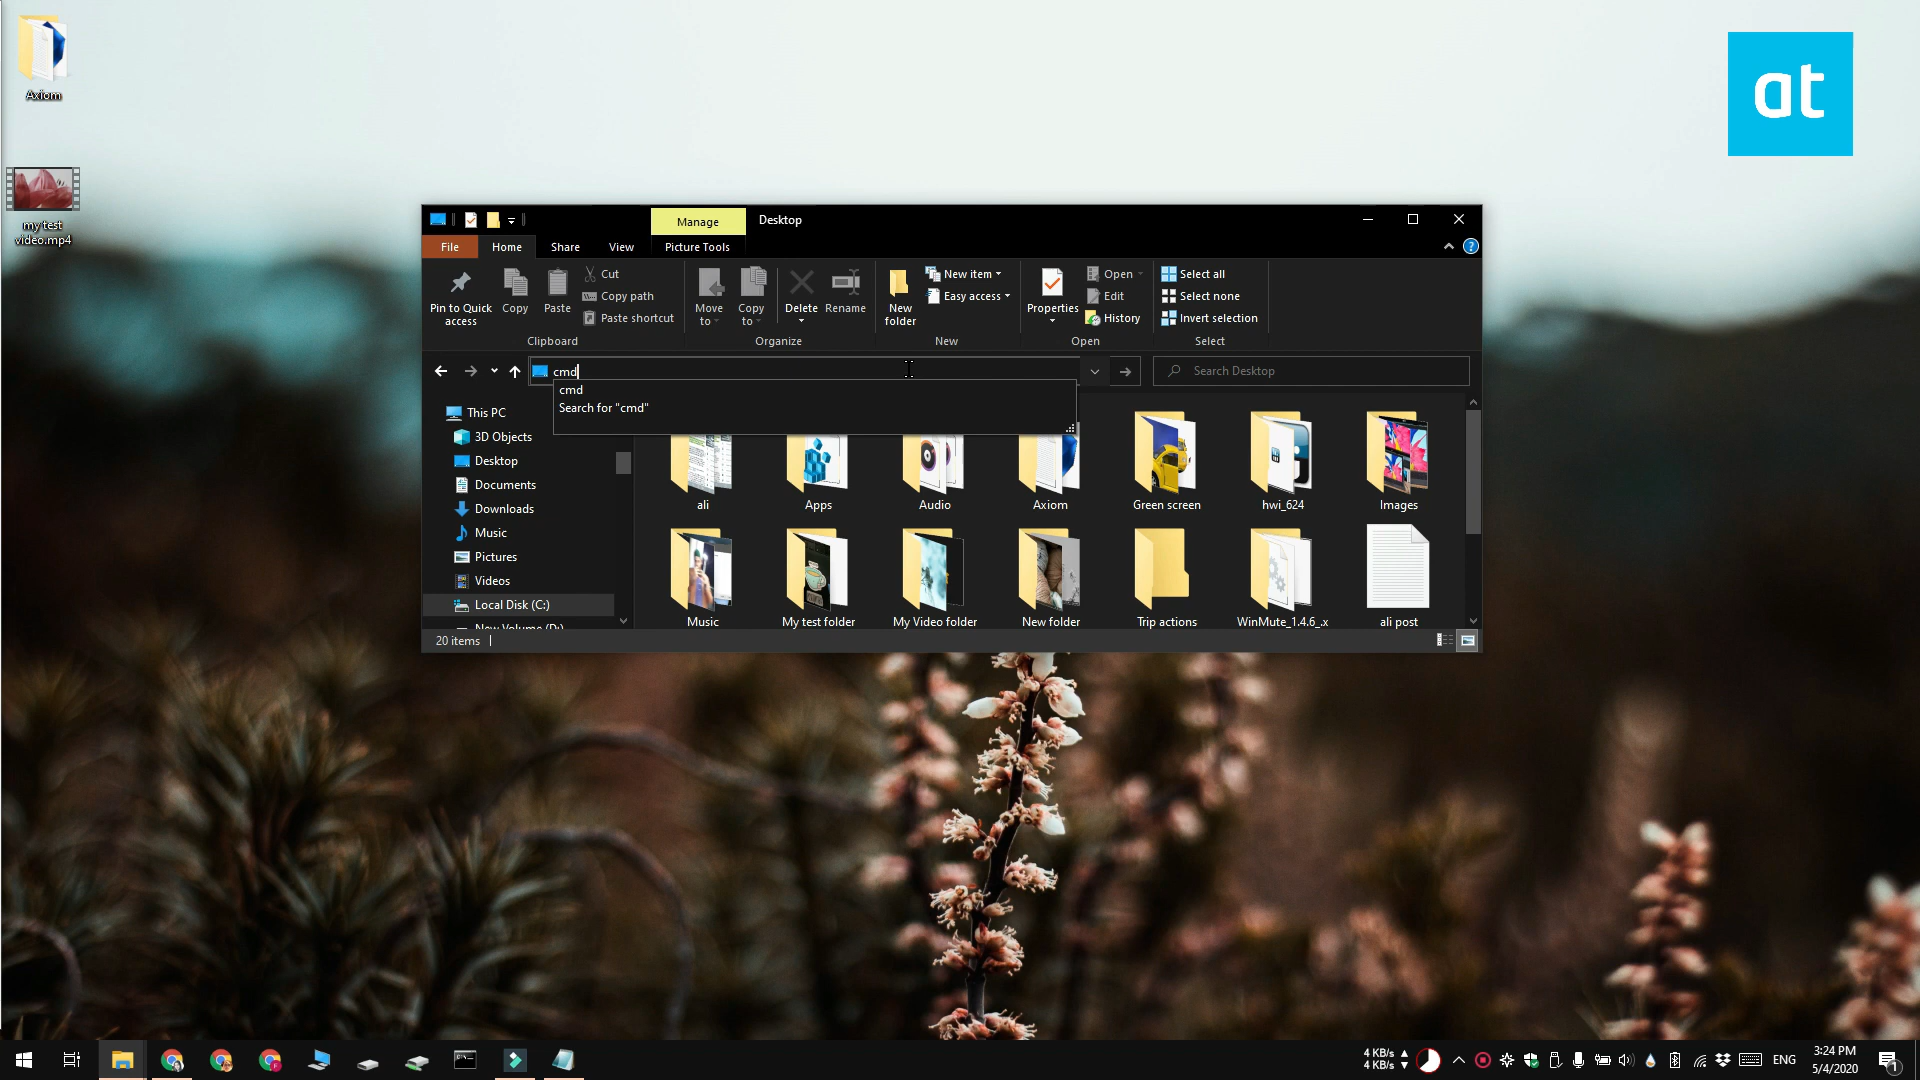 Axiom
my test
video.mp4
at
Manage
Desktop
File
Home
Share
View
Picture Tools
Pin to Quick
access
Copy
Paste
Cut
Copy path
Paste shortcut
Clipboard
Move
to
Copy
to
Delete
Rename
Organize
New
folder
New item
Easy access
New
Properties
Open
Edit
History
Open
Select all
Select none
Invert selection
Select
cmd
Search Desktop
cmd
Search for "cmd"
This PC
3D Objects
Desktop
Documents
Downloads
Music
Pictures
Videos
Local Disk (C:)
New Volume (D:)
ali
Apps
Audio
Axiom
Green screen
hwi_624
Images
Music
My test folder
My Video folder
New folder
Trip actions
WinMute_1.4.6_.x
ali post
20 items
4 KB/s
4 KB/s
ENG
3:24 PM
5/4/2020
1